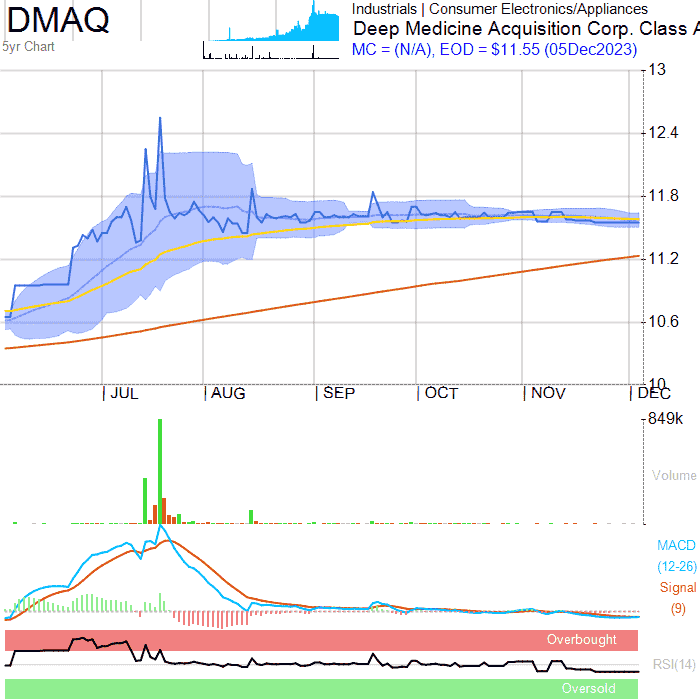 DMAQ
5yr Chart
Industrials | Consumer Electronics/Appliances
Deep Medicine Acquisition Corp. Class A
MC = (N/A), EOD = $11.55 (05Dec2023)
13
12.4
11.8
11.2
10.6
10
JUL AUG SEP OCT NOV DEC
849k
Volume
MACD
(12-26)
Signal
(9)
Overbought
RSI(14)
Oversold